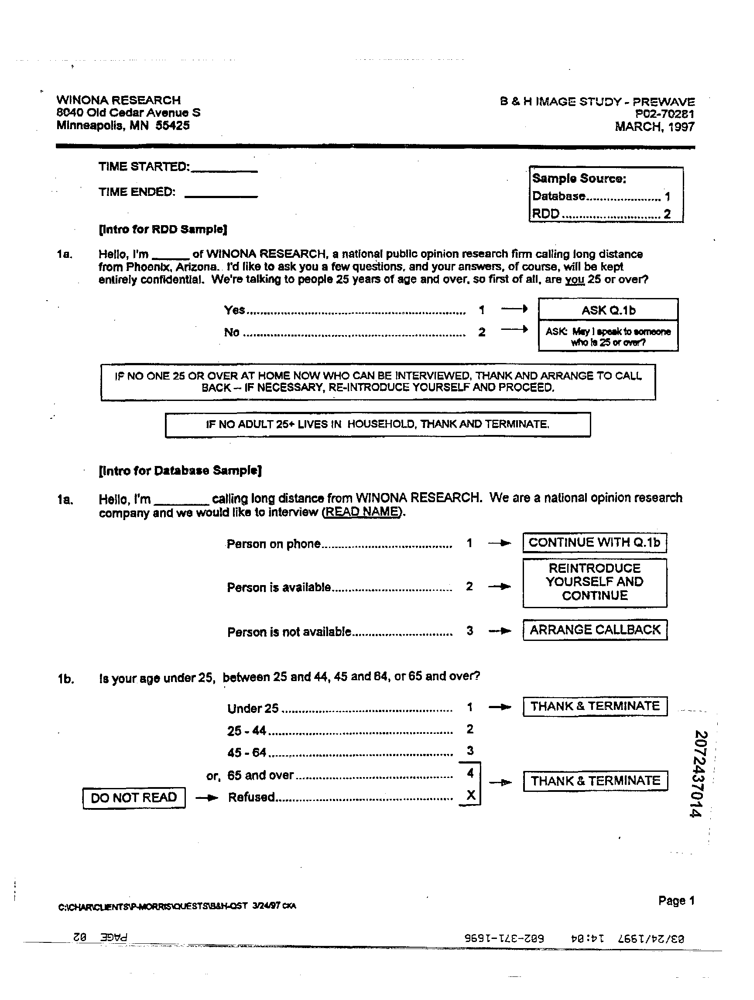 WINONA RESEARCH
8040 Old Cedar Avenue S
Minneapolis, MN 55425
B & H IMAGE STUDY - PREWAVE
P02-70281
MARCH, 1997
TIME STARTED:____________
TIME ENDED: ____________
Sample Source:
Database...................... 1
RDD ............................ 2
[Intro for RDD Sample]
1a. Hello, I'm ______ of WINONA RESEARCH, a national public opinion research firm calling long distance
from Phoenix, Arizona. I'd like to ask you a few questions, and your answers, of course, will be kept
entirely confidential. We're talking to people 25 years of age and over, so first of all, are you 25 or over?
Yes................................................................ 1 → ASK Q.1b
No ................................................................ 2 → ASK: May I speak to someone
who is 25 or over?
IF NO ONE 25 OR OVER AT HOME NOW WHO CAN BE INTERVIEWED, THANK AND ARRANGE TO CALL
BACK -- IF NECESSARY, RE-INTRODUCE YOURSELF AND PROCEED.
IF NO ADULT 25+ LIVES IN HOUSEHOLD, THANK AND TERMINATE.
[Intro for Database Sample]
1a. Hello, I'm ________ calling long distance from WINONA RESEARCH. We are a national opinion research
company and we would like to interview (READ NAME).
Person on phone...................................... 1 → CONTINUE WITH Q.1b
Person is available................................... 2 → REINTRODUCE
YOURSELF AND
CONTINUE
Person is not available............................. 3 → ARRANGE CALLBACK
1b. Is your age under 25, between 25 and 44, 45 and 64, or 65 and over?
Under 25 .................................................. 1 → THANK & TERMINATE
25 - 44...................................................... 2
45 - 64...................................................... 3
or, 65 and over............................................. 4 → THANK & TERMINATE
DO NOT READ → Refused.................................................... X
2072437014
C:\CHAR\CLIENTS\P-MORRIS\QUESTS\B&H-QST 3/24/97 CKA
Page 1
03/24/1997 14:04 602-371-1696 PAGE 02